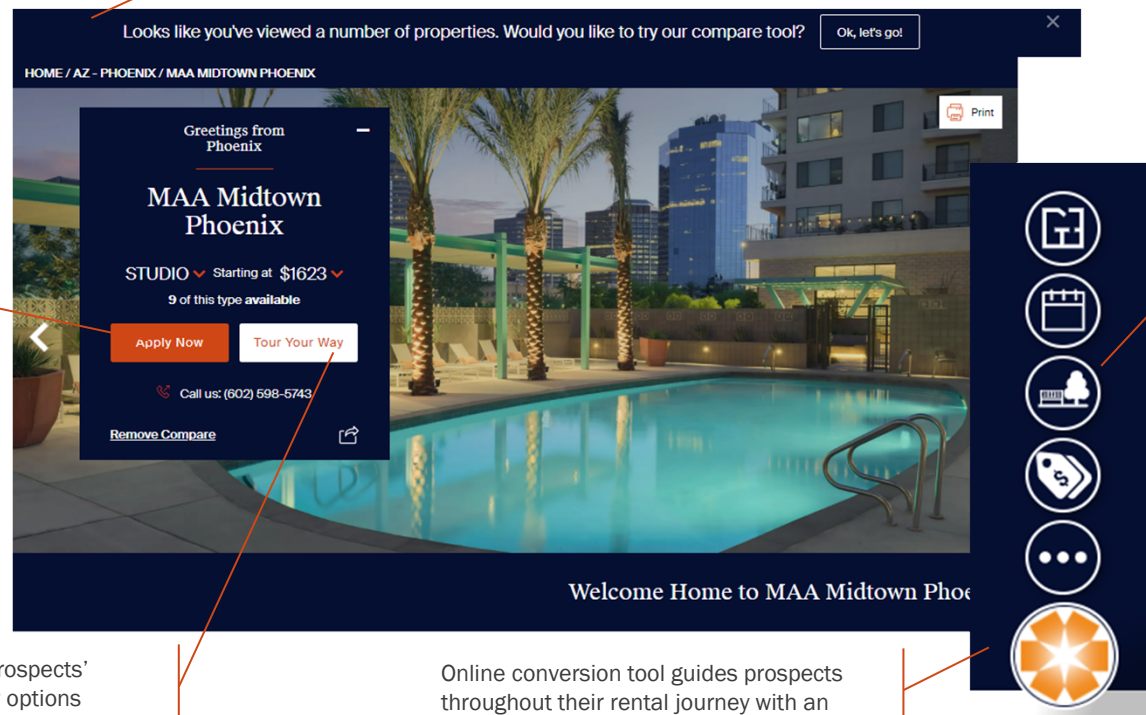 Looks like you've viewed a number of properties. Would you like to try our compare tool? Ok, let's go! ×
HOME / AZ - PHOENIX / MAA MIDTOWN PHOENIX
Print
Greetings from
Phoenix
MAA Midtown
Phoenix
STUDIO Starting at $1623
9 of this type available
Apply Now Tour Your Way
Call us: (602) 598-5743
Remove Compare
Welcome Home to MAA Midtown Phoe
rospects'
options
Online conversion tool guides prospects
throughout their rental journey with an